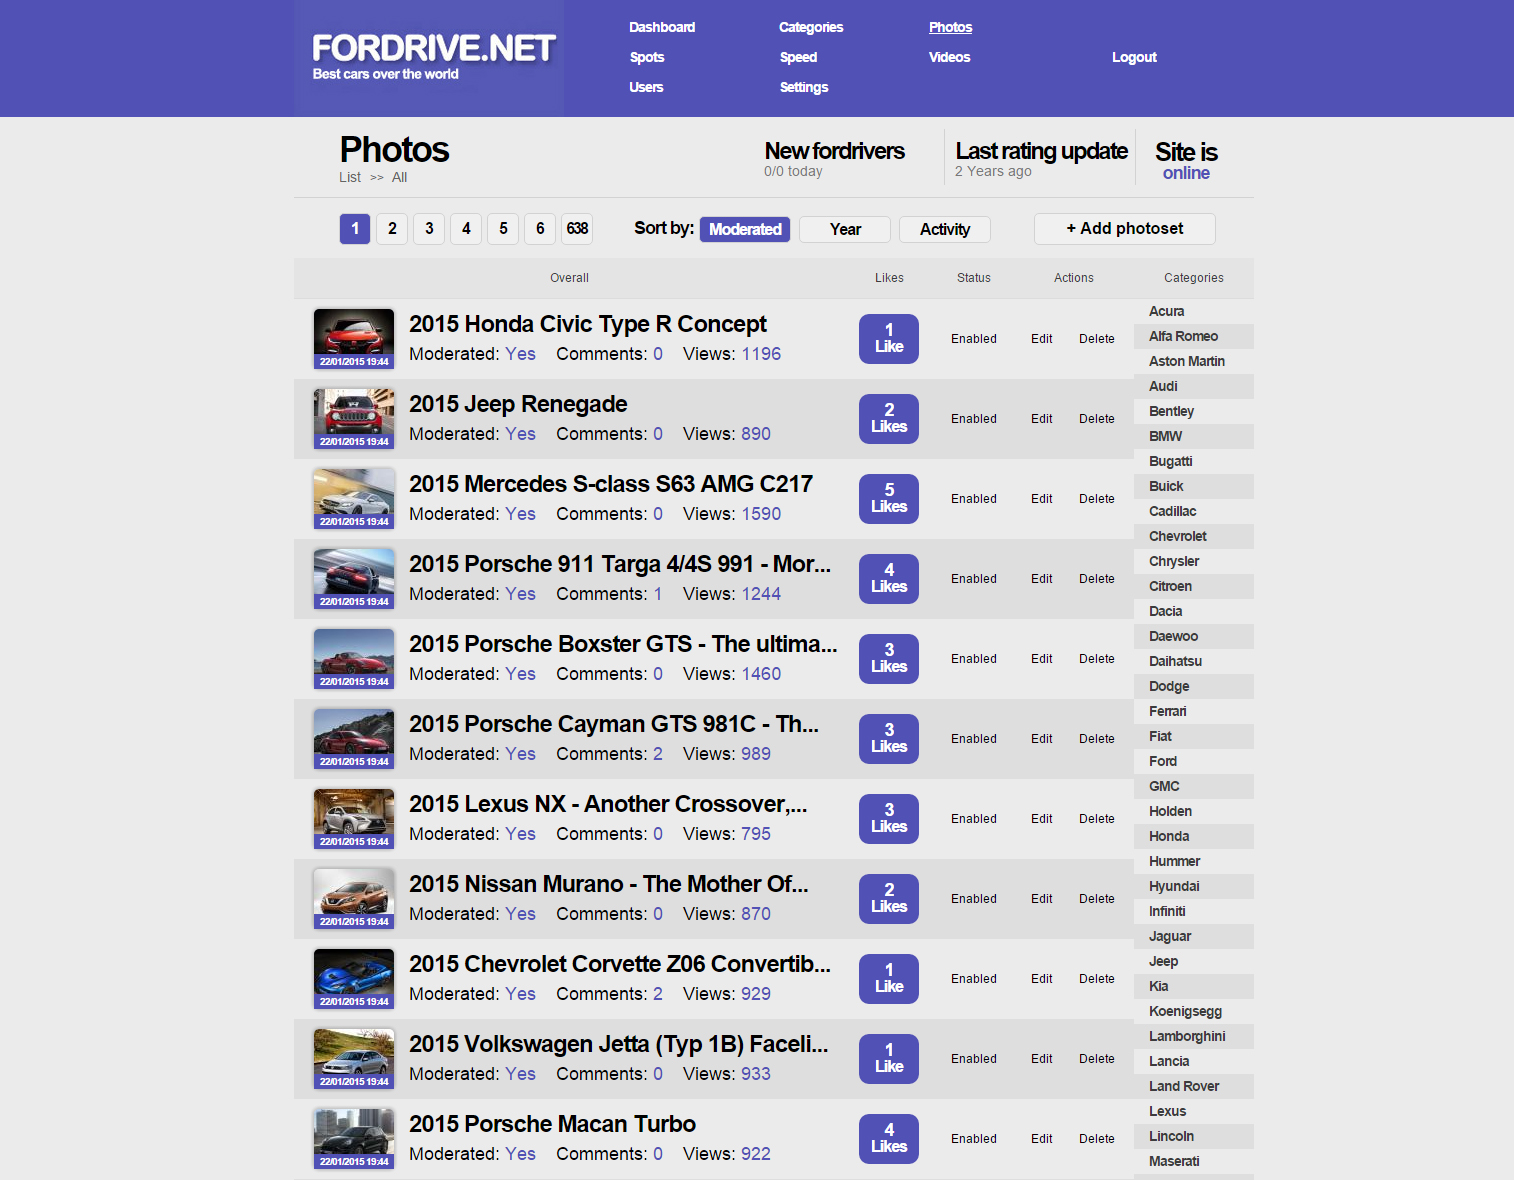 FORDRIVE.NET
Best cars over the world
Dashboard
Categories
Photos
Spots
Speed
Videos
Logout
Users
Settings
Photos
List >> All
New fordrivers
0/0 today
Last rating update
2 Years ago
Site is
online
1 2 3 4 5 6 638
Sort by: Moderated Year Activity
+ Add photoset
Overall Likes Status Actions Categories
2015 Honda Civic Type R Concept
Moderated: Yes Comments: 0 Views: 1196
22/01/2015 19:44
1
Like
Enabled Edit Delete
2015 Jeep Renegade
Moderated: Yes Comments: 0 Views: 890
22/01/2015 19:44
2
Likes
Enabled Edit Delete
2015 Mercedes S-class S63 AMG C217
Moderated: Yes Comments: 0 Views: 1590
22/01/2015 19:44
5
Likes
Enabled Edit Delete
2015 Porsche 911 Targa 4/4S 991 - Mor...
Moderated: Yes Comments: 1 Views: 1244
22/01/2015 19:44
4
Likes
Enabled Edit Delete
2015 Porsche Boxster GTS - The ultima...
Moderated: Yes Comments: 0 Views: 1460
22/01/2015 19:44
3
Likes
Enabled Edit Delete
2015 Porsche Cayman GTS 981C - Th...
Moderated: Yes Comments: 2 Views: 989
22/01/2015 19:44
3
Likes
Enabled Edit Delete
2015 Lexus NX - Another Crossover,...
Moderated: Yes Comments: 0 Views: 795
22/01/2015 19:44
3
Likes
Enabled Edit Delete
2015 Nissan Murano - The Mother Of...
Moderated: Yes Comments: 0 Views: 870
22/01/2015 19:44
2
Likes
Enabled Edit Delete
2015 Chevrolet Corvette Z06 Convertib...
Moderated: Yes Comments: 2 Views: 929
22/01/2015 19:44
1
Like
Enabled Edit Delete
2015 Volkswagen Jetta (Typ 1B) Faceli...
Moderated: Yes Comments: 0 Views: 933
22/01/2015 19:44
1
Like
Enabled Edit Delete
2015 Porsche Macan Turbo
Moderated: Yes Comments: 0 Views: 922
22/01/2015 19:44
4
Likes
Enabled Edit Delete
Acura
Alfa Romeo
Aston Martin
Audi
Bentley
BMW
Bugatti
Buick
Cadillac
Chevrolet
Chrysler
Citroen
Dacia
Daewoo
Daihatsu
Dodge
Ferrari
Fiat
Ford
GMC
Holden
Honda
Hummer
Hyundai
Infiniti
Jaguar
Jeep
Kia
Koenigsegg
Lamborghini
Lancia
Land Rover
Lexus
Lincoln
Maserati